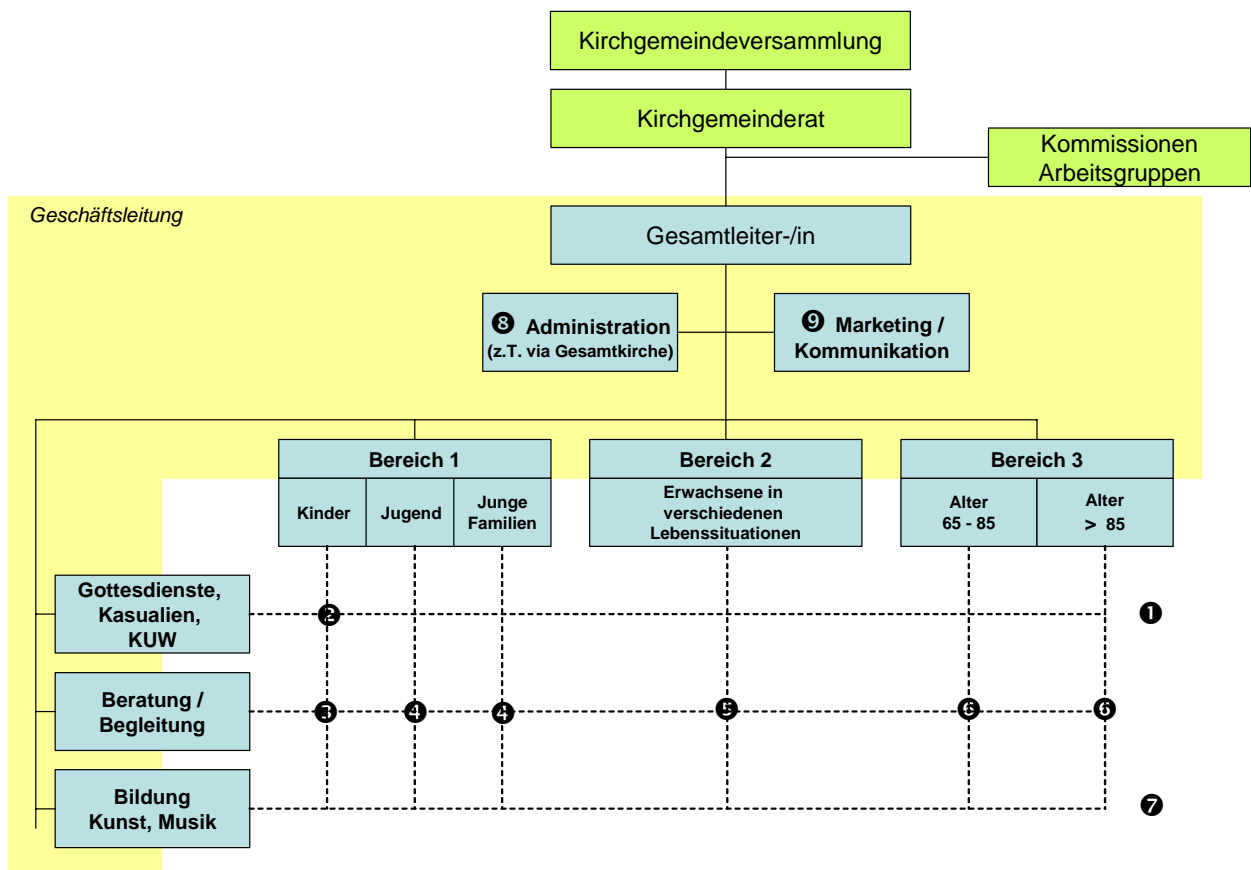 Kirchgemeindeversammlung
Kirchgemeinderat
Kommissionen
Arbeitsgruppen
Geschäftsleitung
Gesamtleiter-/in
❽ Administration
(z.T. via Gesamtkirche)
❾ Marketing /
Kommunikation
Bereich 1
Kinder
Jugend
Junge
Familien
Bereich 2
Erwachsene in
verschiedenen
Lebenssituationen
Bereich 3
Alter
65 - 85
Alter
> 85
Gottesdienste,
Kasualien,
KUW
❷
❶
Beratung /
Begleitung
❸
❹
❹
❺
❻
❻
Bildung
Kunst, Musik
❼